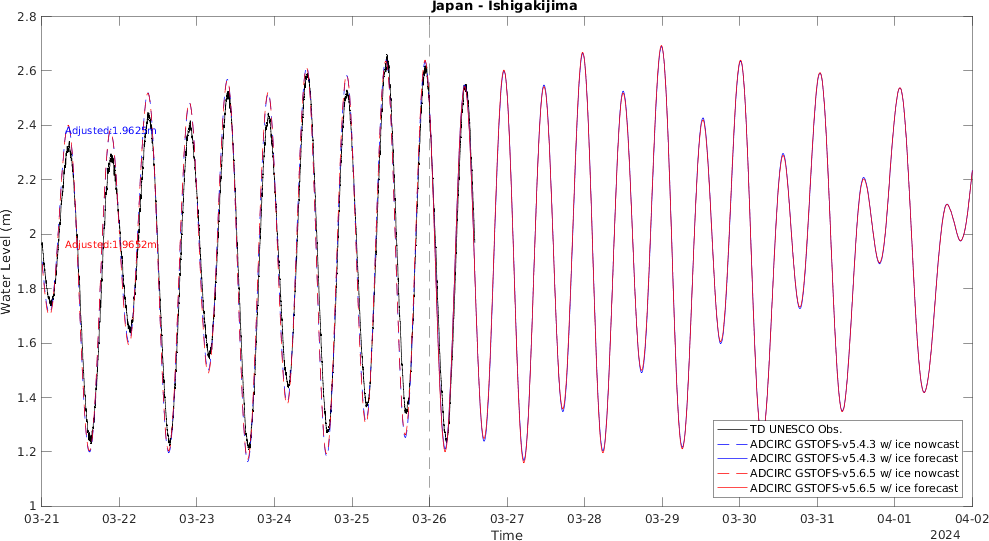 Japan - Ishigakijima
2.8
2.6
2.4
2.2
2
1.8
1.6
1.4
1.2
1
Water Level (m)
Adjusted:1.9625m
Adjusted:1.9652m
TD UNESCO Obs.
ADCIRC GSTOFS-v5.4.3 w/ ice nowcast
ADCIRC GSTOFS-v5.4.3 w/ ice forecast
ADCIRC GSTOFS-v5.6.5 w/ ice nowcast
ADCIRC GSTOFS-v5.6.5 w/ ice forecast
03-21 03-22 03-23 03-24 03-25 03-26 03-27 03-28 03-29 03-30 03-31 04-01 04-02
Time
2024